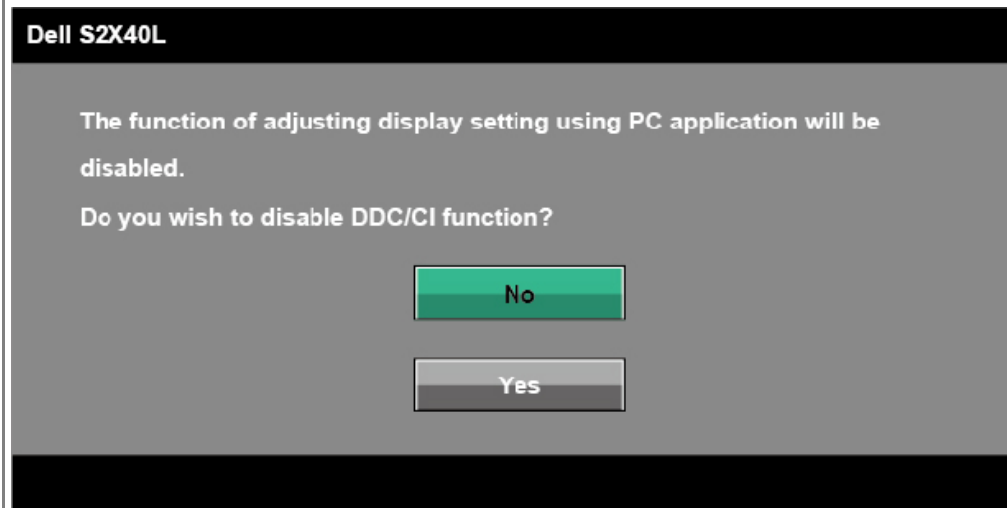 Dell S2X40L
The function of adjusting display setting using PC application will be
disabled.
Do you wish to disable DDC/CI function?
No
Yes